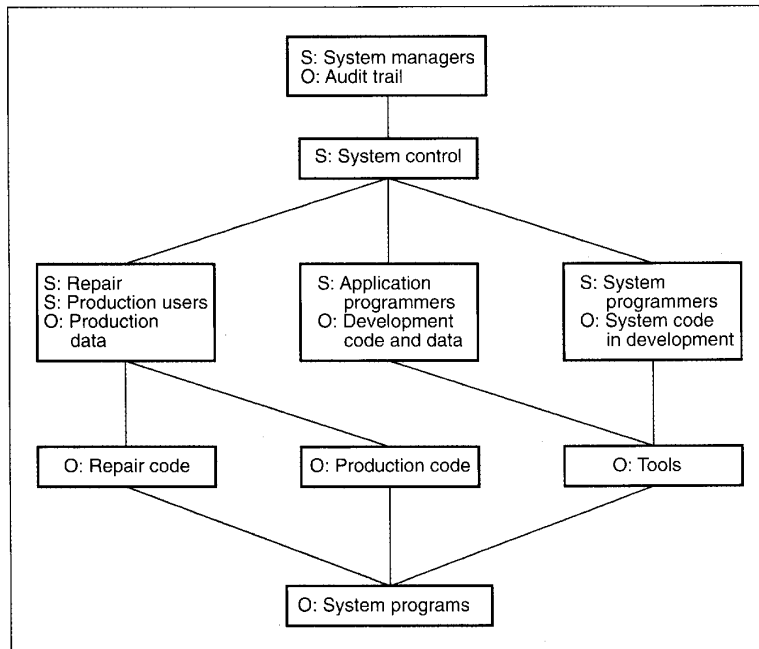 S: System managers
O: Audit trail
S: System control
S: Repair
S: Production users
O: Production
data
S: Application
programmers
O: Development
code and data
S: System
programmers
O: System code
in development
O: Repair code
O: Production code
O: Tools
O: System programs